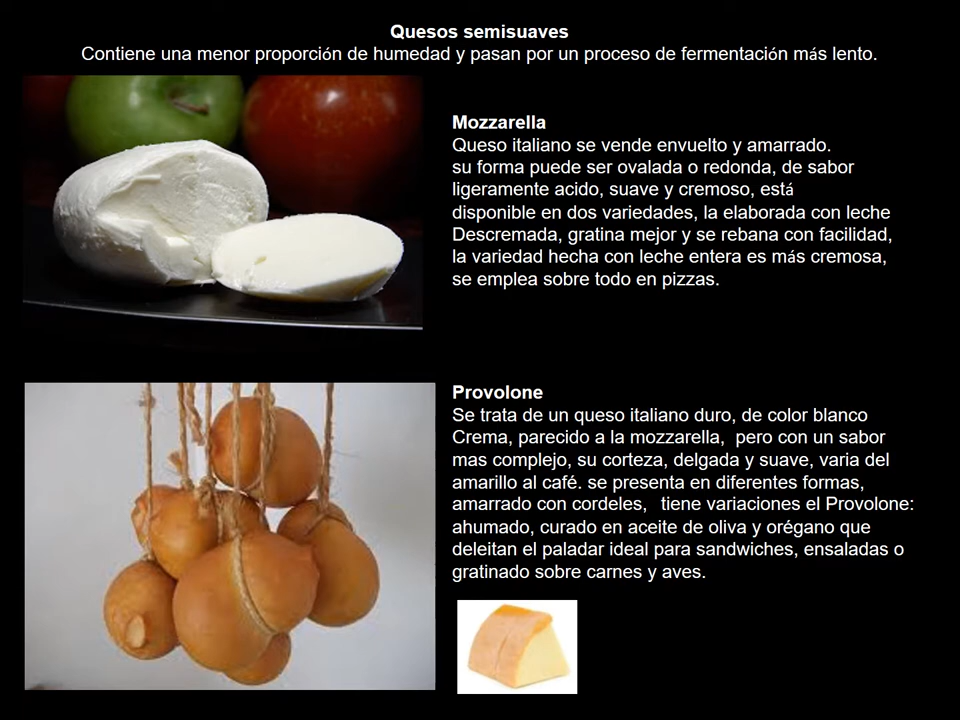 Quesos semisuaves
Contiene una menor proporción de humedad y pasan por un proceso de fermentación más lento.
Mozzarella
Queso italiano se vende envuelto y amarrado.
su forma puede ser ovalada o redonda, de sabor
ligeramente acido, suave y cremoso, está
disponible en dos variedades, la elaborada con leche
Descremada, gratina mejor y se rebana con facilidad,
la variedad hecha con leche entera es más cremosa,
se emplea sobre todo en pizzas.
Provolone
Se trata de un queso italiano duro, de color blanco
Crema, parecido a la mozzarella, pero con un sabor
mas complejo, su corteza, delgada y suave, varia del
amarillo al café. se presenta en diferentes formas,
amarrado con cordeles, tiene variaciones el Provolone:
ahumado, curado en aceite de oliva y orégano que
deleitan el paladar ideal para sandwiches, ensaladas o
gratinado sobre carnes y aves.